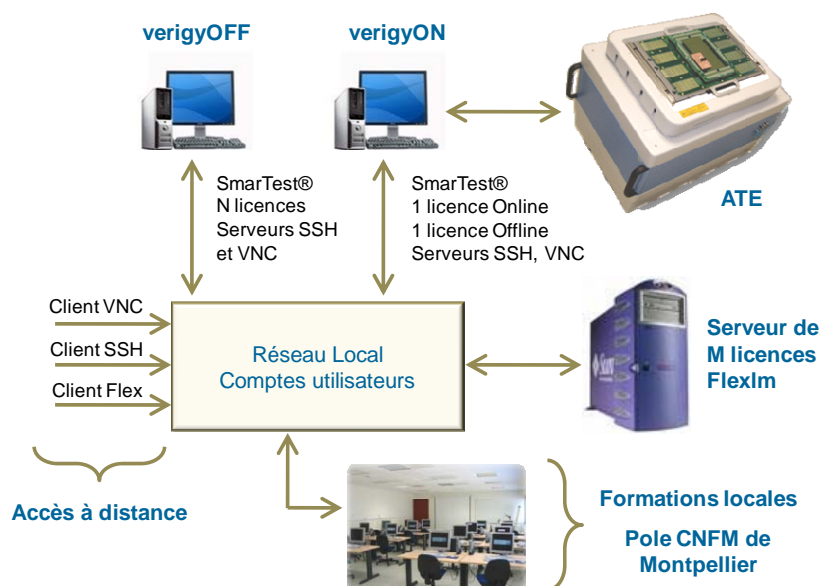 verigyOFF
verigyON
ATE
SmarTest®
N licences
Serveurs SSH
et VNC
SmarTest®
1 licence Online
1 licence Offline
Serveurs SSH, VNC
Client VNC
Client SSH
Client Flex
Réseau Local
Comptes utilisateurs
Serveur de
M licences
Flexlm
Accès à distance
Formations locales
Pole CNFM de
Montpellier